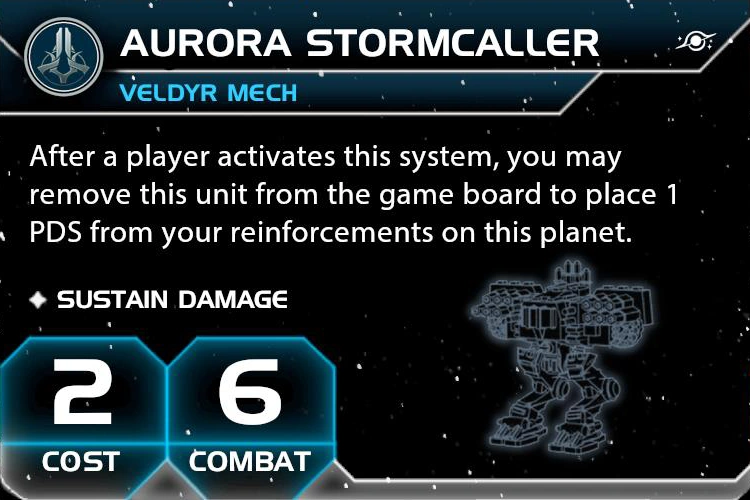 AURORA STORMCALLER
VELDYR MECH
After a player activates this system, you may
remove this unit from the game board to place 1
PDS from your reinforcements on this planet.
SUSTAIN DAMAGE
2
COST
6
COMBAT